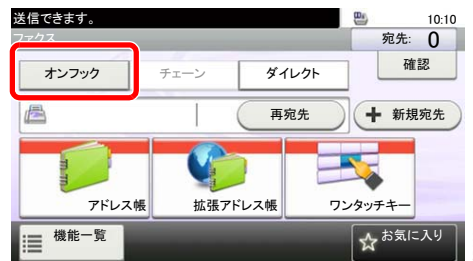 送信できます。 10:10
ファクス 宛先: 0
オンフック チェーン ダイレクト 確認
再宛先 新規宛先
アドレス帳 拡張アドレス帳 ワンタッチキー
機能一覧 お気に入り